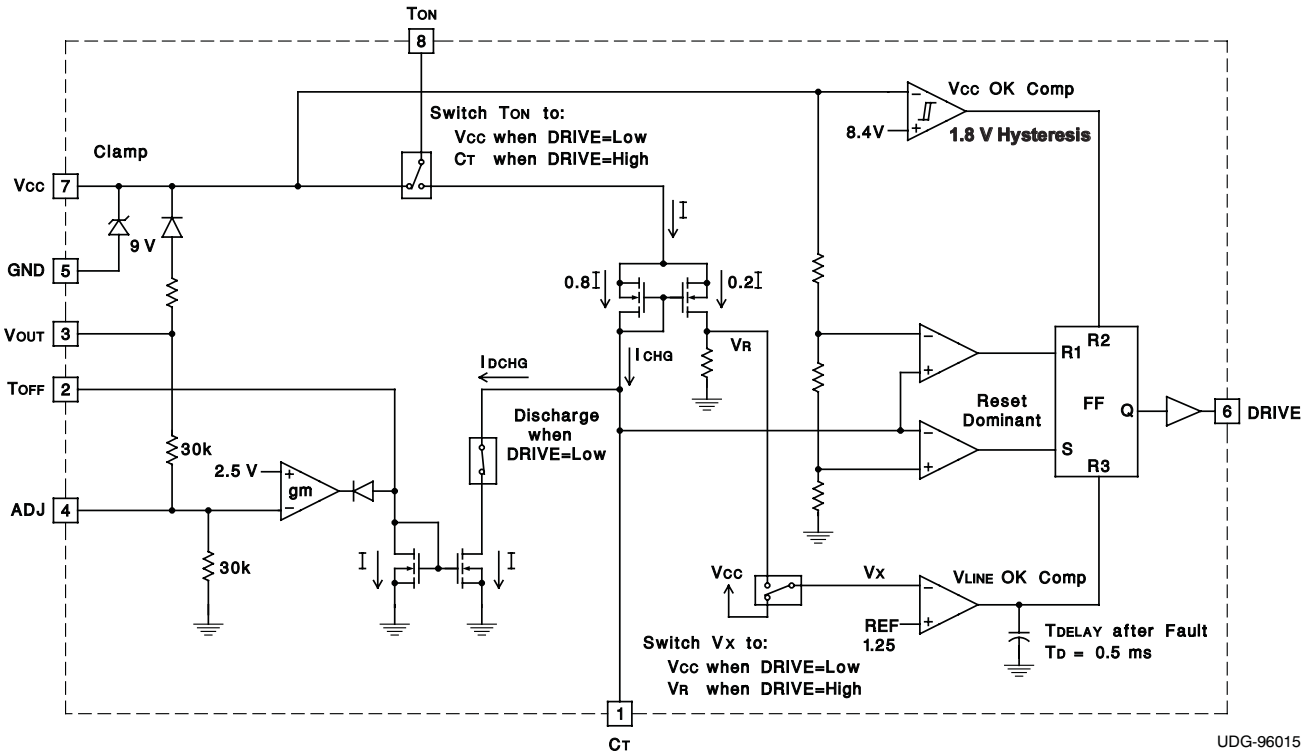 TON
8
Switch TON to:
VCC when DRIVE=Low
CT when DRIVE=High
VCC OK Comp
−
+
8.4V
1.8 V Hysteresis
Clamp
VCC
7
9 V
GND
5
I
0.8I
0.2I
VOUT
3
VR
ICHG
IDCHG
−
+
R1
R2
TOFF
2
Discharge
when
DRIVE=Low
Reset
Dominant
FF
Q
6
DRIVE
30k
−
+
S
R3
2.5 V
+
gm
−
ADJ
4
30k
I
I
VCC
VX
VLINE OK Comp
−
+
REF
1.25
TDELAY after Fault
TD = 0.5 ms
Switch VX to:
VCC when DRIVE=Low
VR when DRIVE=High
1
CT
UDG-96015